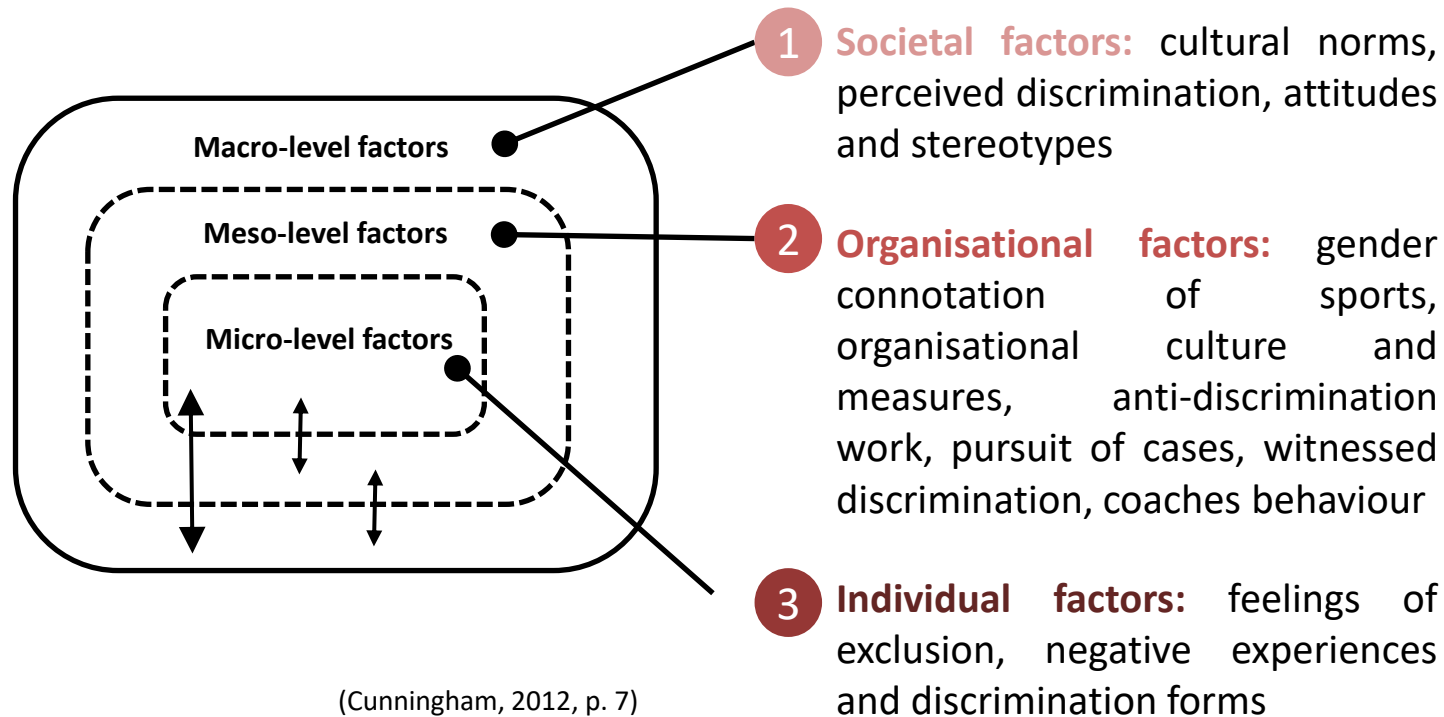 Macro-level factors
Meso-level factors
Micro-level factors
1 Societal factors: cultural norms,
perceived discrimination, attitudes
and stereotypes
2 Organisational factors: gender
connotation of sports,
organisational culture and
measures, anti-discrimination
work, pursuit of cases, witnessed
discrimination, coaches behaviour
3 Individual factors: feelings of
exclusion, negative experiences
and discrimination forms
(Cunningham, 2012, p. 7)